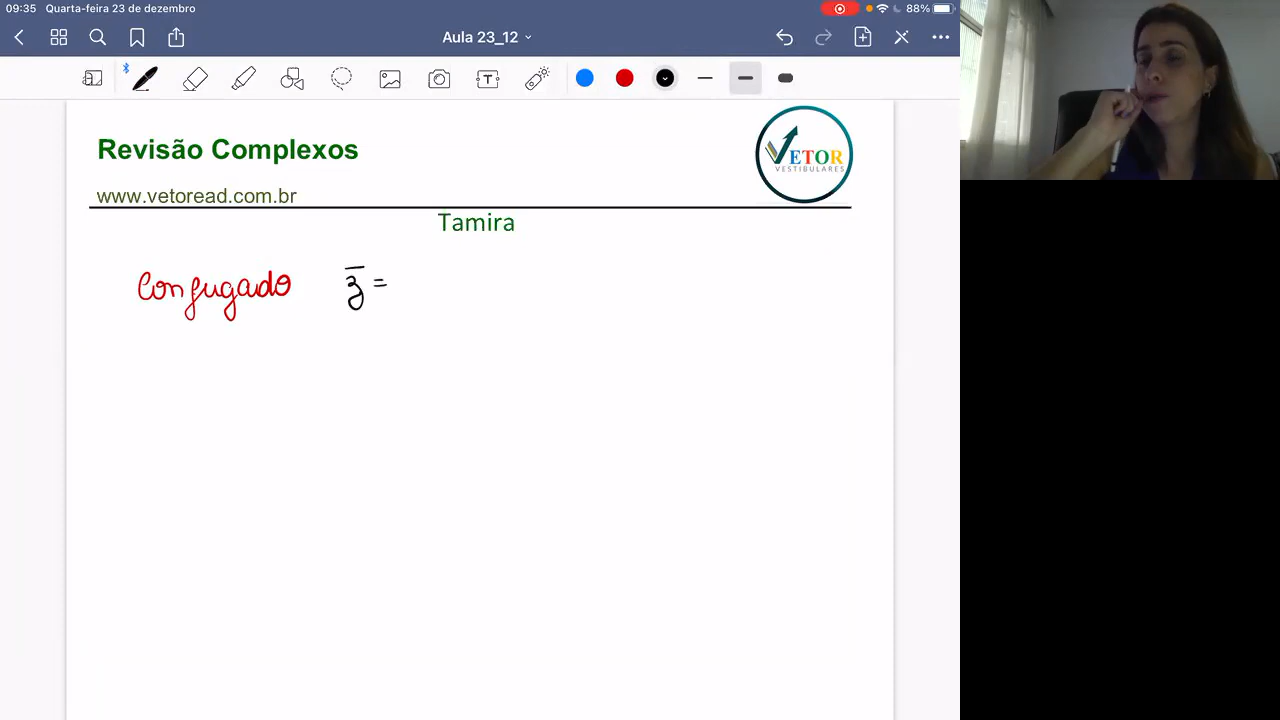 09:35 Quarta-feira 23 de dezembro 88%
Aula 23_12
T
Revisão Complexos
VETOR
VESTIBULARES
www.vetoread.com.br
Tamira
Conjugado z̅ =